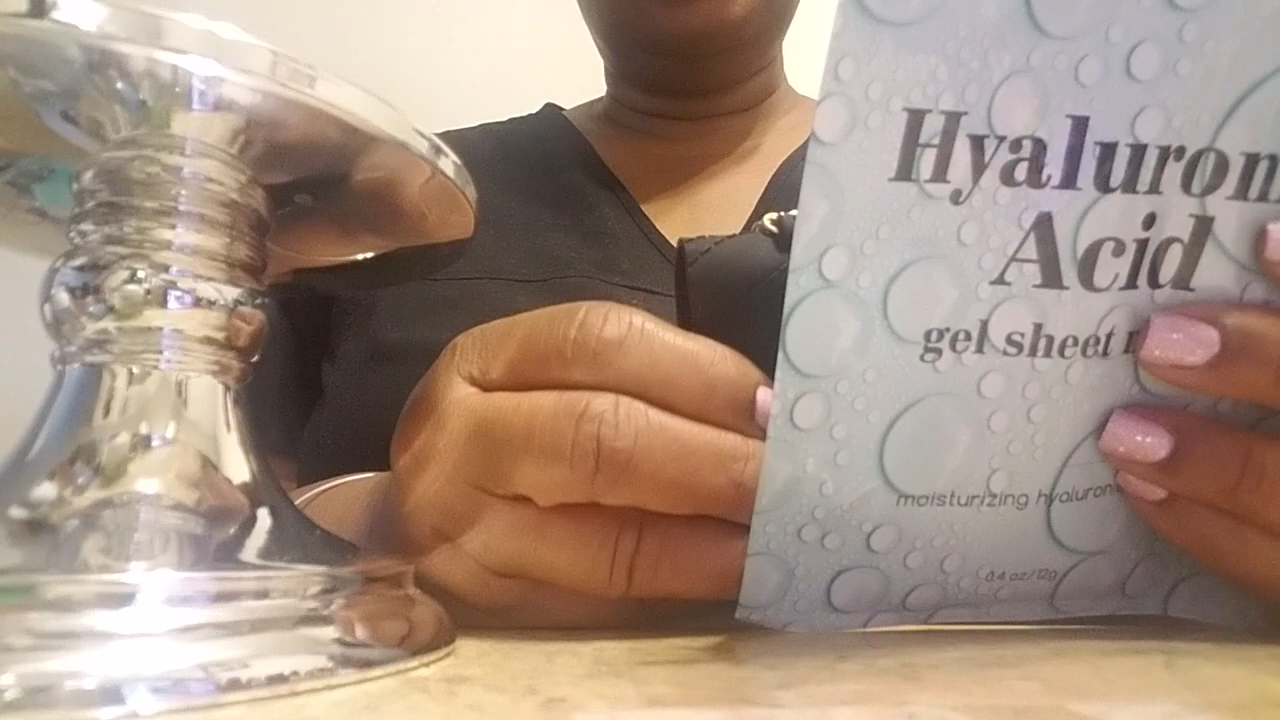 Hyaluron
Acid
gel sheet
moisturizing hyaluron
0.4 oz/12g